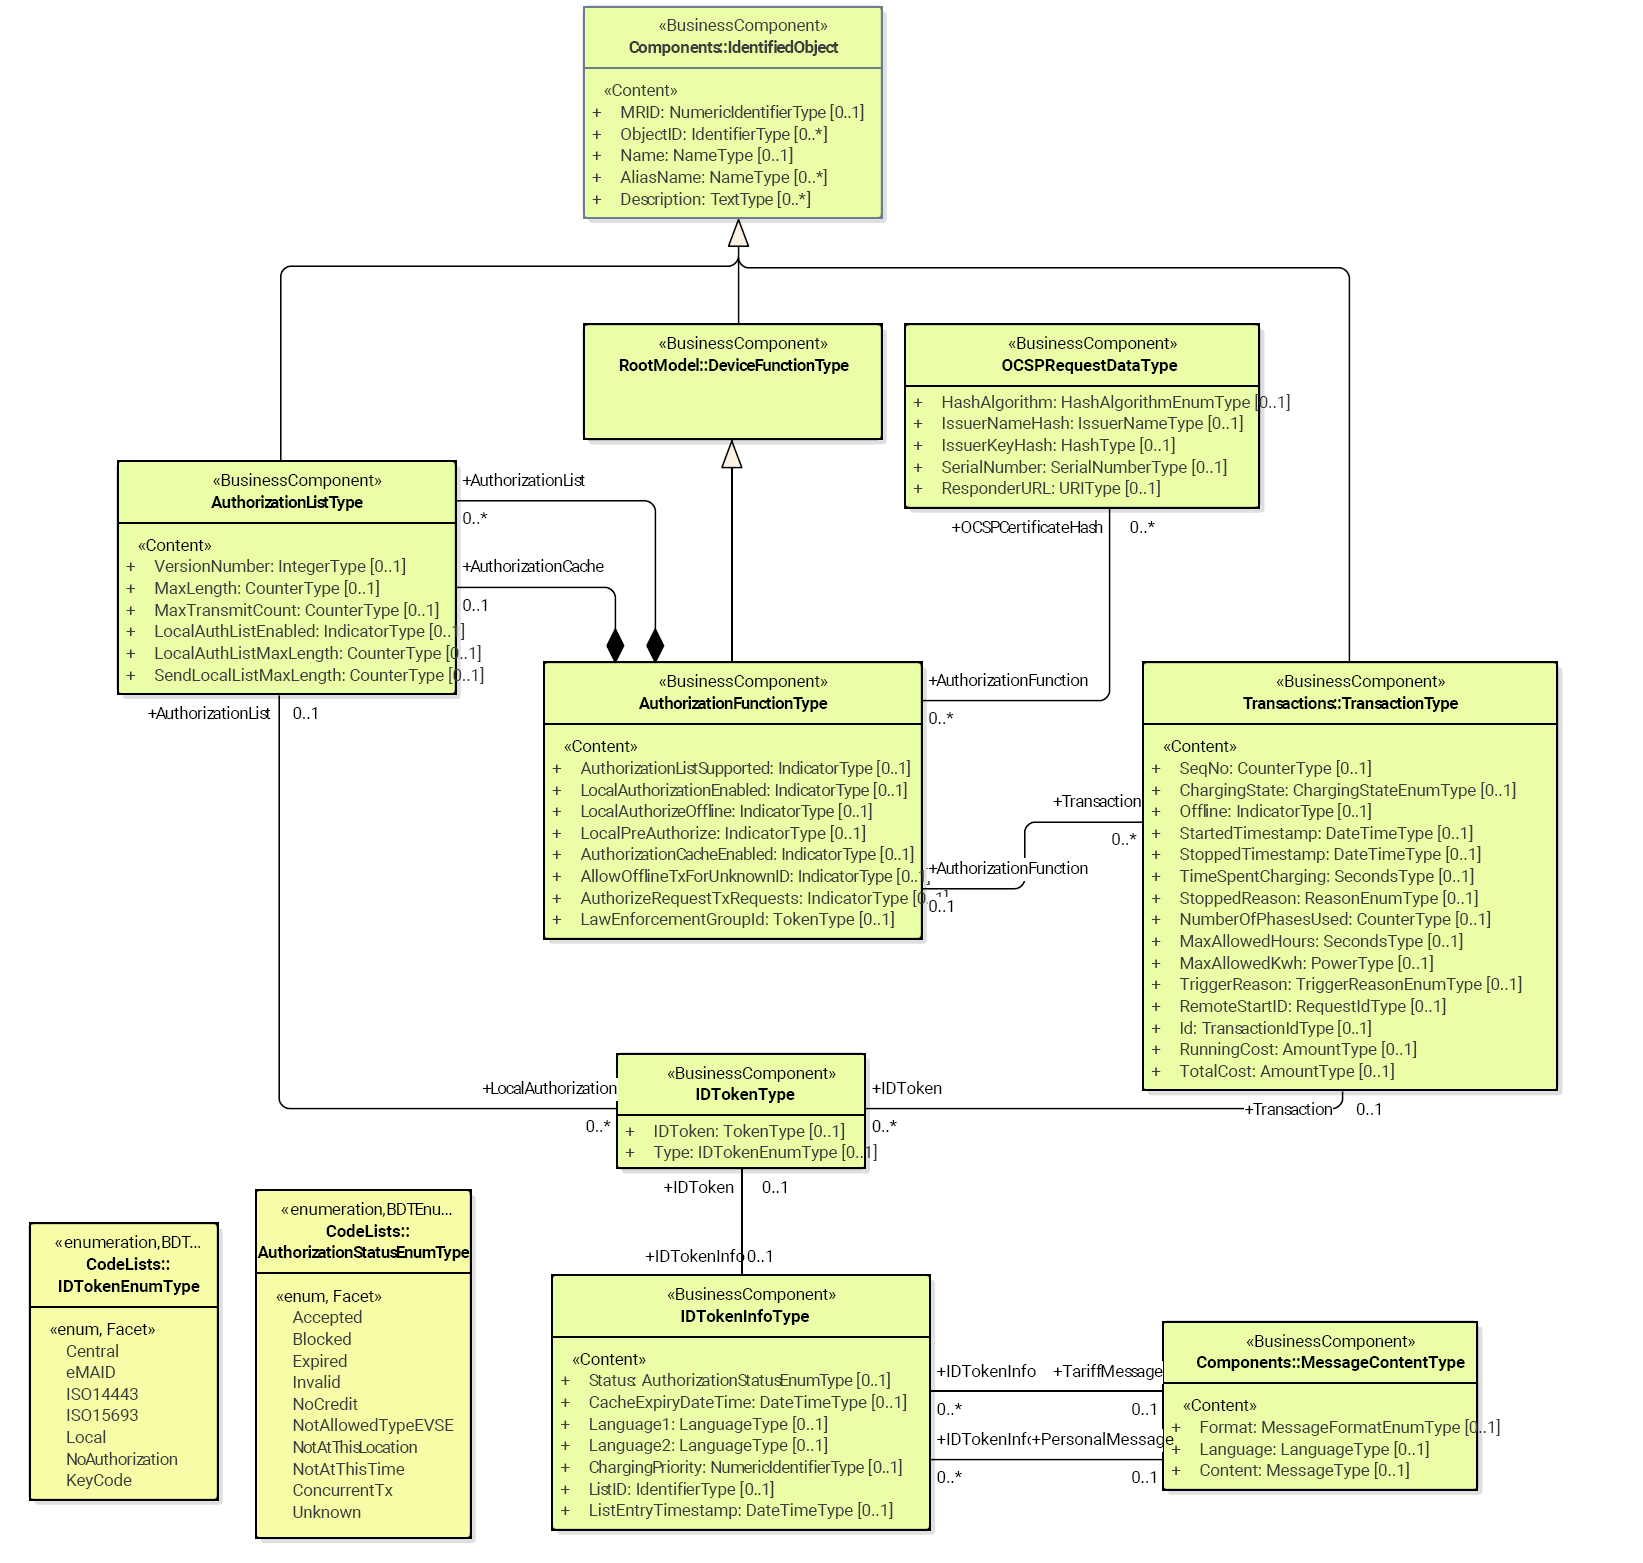 «BusinessComponent»
Components::IdentifiedObject
«Content»
+ MRID: NumericIdentifierType [0..1]
+ ObjectID: IdentifierType [0..*]
+ Name: NameType [0..1]
+ AliasName: NameType [0..*]
+ Description: TextType [0..*]
«BusinessComponent»
RootModel::DeviceFunctionType
«BusinessComponent»
OCSPRequestDataType
+ HashAlgorithm: HashAlgorithmEnumType [0..1]
+ IssuerNameHash: IssuerNameType [0..1]
+ IssuerKeyHash: HashType [0..1]
+ SerialNumber: SerialNumberType [0..1]
+ ResponderURL: URIType [0..1]
+OCSPCertificateHash 0..*
«BusinessComponent»
AuthorizationListType
«Content»
+ VersionNumber: IntegerType [0..1]
+ MaxLength: CounterType [0..1]
+ MaxTransmitCount: CounterType [0..1]
+ LocalAuthListEnabled: IndicatorType [0..1]
+ LocalAuthListMaxLength: CounterType [0..1]
+ SendLocalListMaxLength: CounterType [0..1]
+AuthorizationList
0..*
+AuthorizationCache
0..1
+AuthorizationList 0..1
«BusinessComponent»
AuthorizationFunctionType
«Content»
+ AuthorizationListSupported: IndicatorType [0..1]
+ LocalAuthorizationEnabled: IndicatorType [0..1]
+ LocalAuthorizeOffline: IndicatorType [0..1]
+ LocalPreAuthorize: IndicatorType [0..1]
+ AuthorizationCacheEnabled: IndicatorType [0..1]
+ AllowOfflineTxForUnknownID: IndicatorType [0..1]
+ AuthorizeRequestTxRequests: IndicatorType [0..1]
+ LawEnforcementGroupId: TokenType [0..1]
+AuthorizationFunction
0..*
+Transaction
0..*
+AuthorizationFunction
0..1
«BusinessComponent»
Transactions::TransactionType
«Content»
+ SeqNo: CounterType [0..1]
+ ChargingState: ChargingStateEnumType [0..1]
+ Offline: IndicatorType [0..1]
+ StartedTimestamp: DateTimeType [0..1]
+ StoppedTimestamp: DateTimeType [0..1]
+ TimeSpentCharging: SecondsType [0..1]
+ StoppedReason: ReasonEnumType [0..1]
+ NumberOfPhasesUsed: CounterType [0..1]
+ MaxAllowedHours: SecondsType [0..1]
+ MaxAllowedKwh: PowerType [0..1]
+ TriggerReason: TriggerReasonEnumType [0..1]
+ RemoteStartID: RequestIdType [0..1]
+ Id: TransactionIdType [0..1]
+ RunningCost: AmountType [0..1]
+ TotalCost: AmountType [0..1]
+Transaction 0..1
+LocalAuthorization
0..*
«BusinessComponent»
IDTokenType
+ IDToken: TokenType [0..1]
+ Type: IDTokenEnumType [0..1]
+IDToken
0..*
+IDToken 0..1
+IDTokenInfo 0..1
«enumeration,BDT...
CodeLists::
IDTokenEnumType
«enum, Facet»
Central
eMAID
ISO14443
ISO15693
Local
NoAuthorization
KeyCode
«enumeration,BDTEnu...
CodeLists::
AuthorizationStatusEnumType
«enum, Facet»
Accepted
Blocked
Expired
Invalid
NoCredit
NotAllowedTypeEVSE
NotAtThisLocation
NotAtThisTime
ConcurrentTx
Unknown
«BusinessComponent»
IDTokenInfoType
«Content»
+ Status: AuthorizationStatusEnumType [0..1]
+ CacheExpiryDateTime: DateTimeType [0..1]
+ Language1: LanguageType [0..1]
+ Language2: LanguageType [0..1]
+ ChargingPriority: NumericIdentifierType [0..1]
+ ListID: IdentifierType [0..1]
+ ListEntryTimestamp: DateTimeType [0..1]
+IDTokenInfo +TariffMessage
0..* 0..1
+IDTokenInf +PersonalMessage
0..* 0..1
«BusinessComponent»
Components::MessageContentType
«Content»
+ Format: MessageFormatEnumType [0..1]
+ Language: LanguageType [0..1]
+ Content: MessageType [0..1]